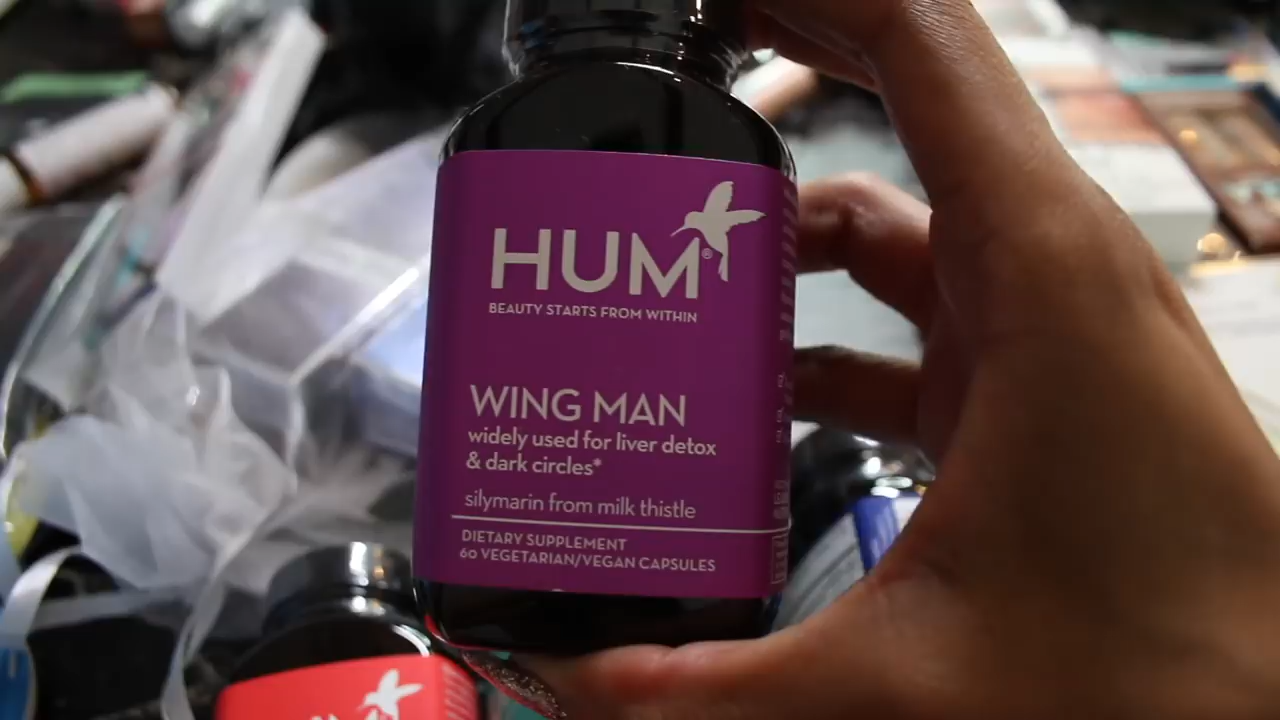 HUM®
BEAUTY STARTS FROM WITHIN
WING MAN
widely used for liver detox
& dark circles*
silymarin from milk thistle
DIETARY SUPPLEMENT
60 VEGETARIAN/VEGAN CAPSULES